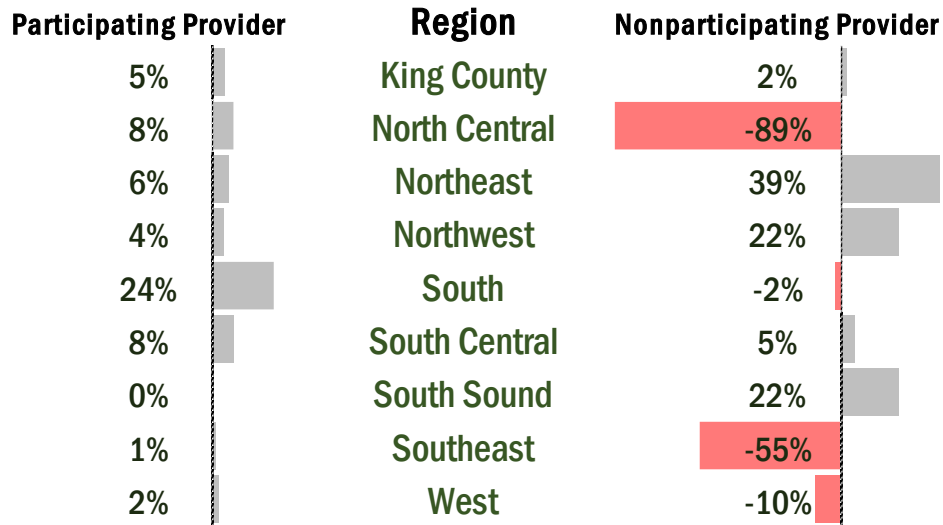 Participating Provider Region Nonparticipating Provider
5% King County 2%
8% North Central -89%
6% Northeast 39%
4% Northwest 22%
24% South -2%
8% South Central 5%
0% South Sound 22%
1% Southeast -55%
2% West -10%